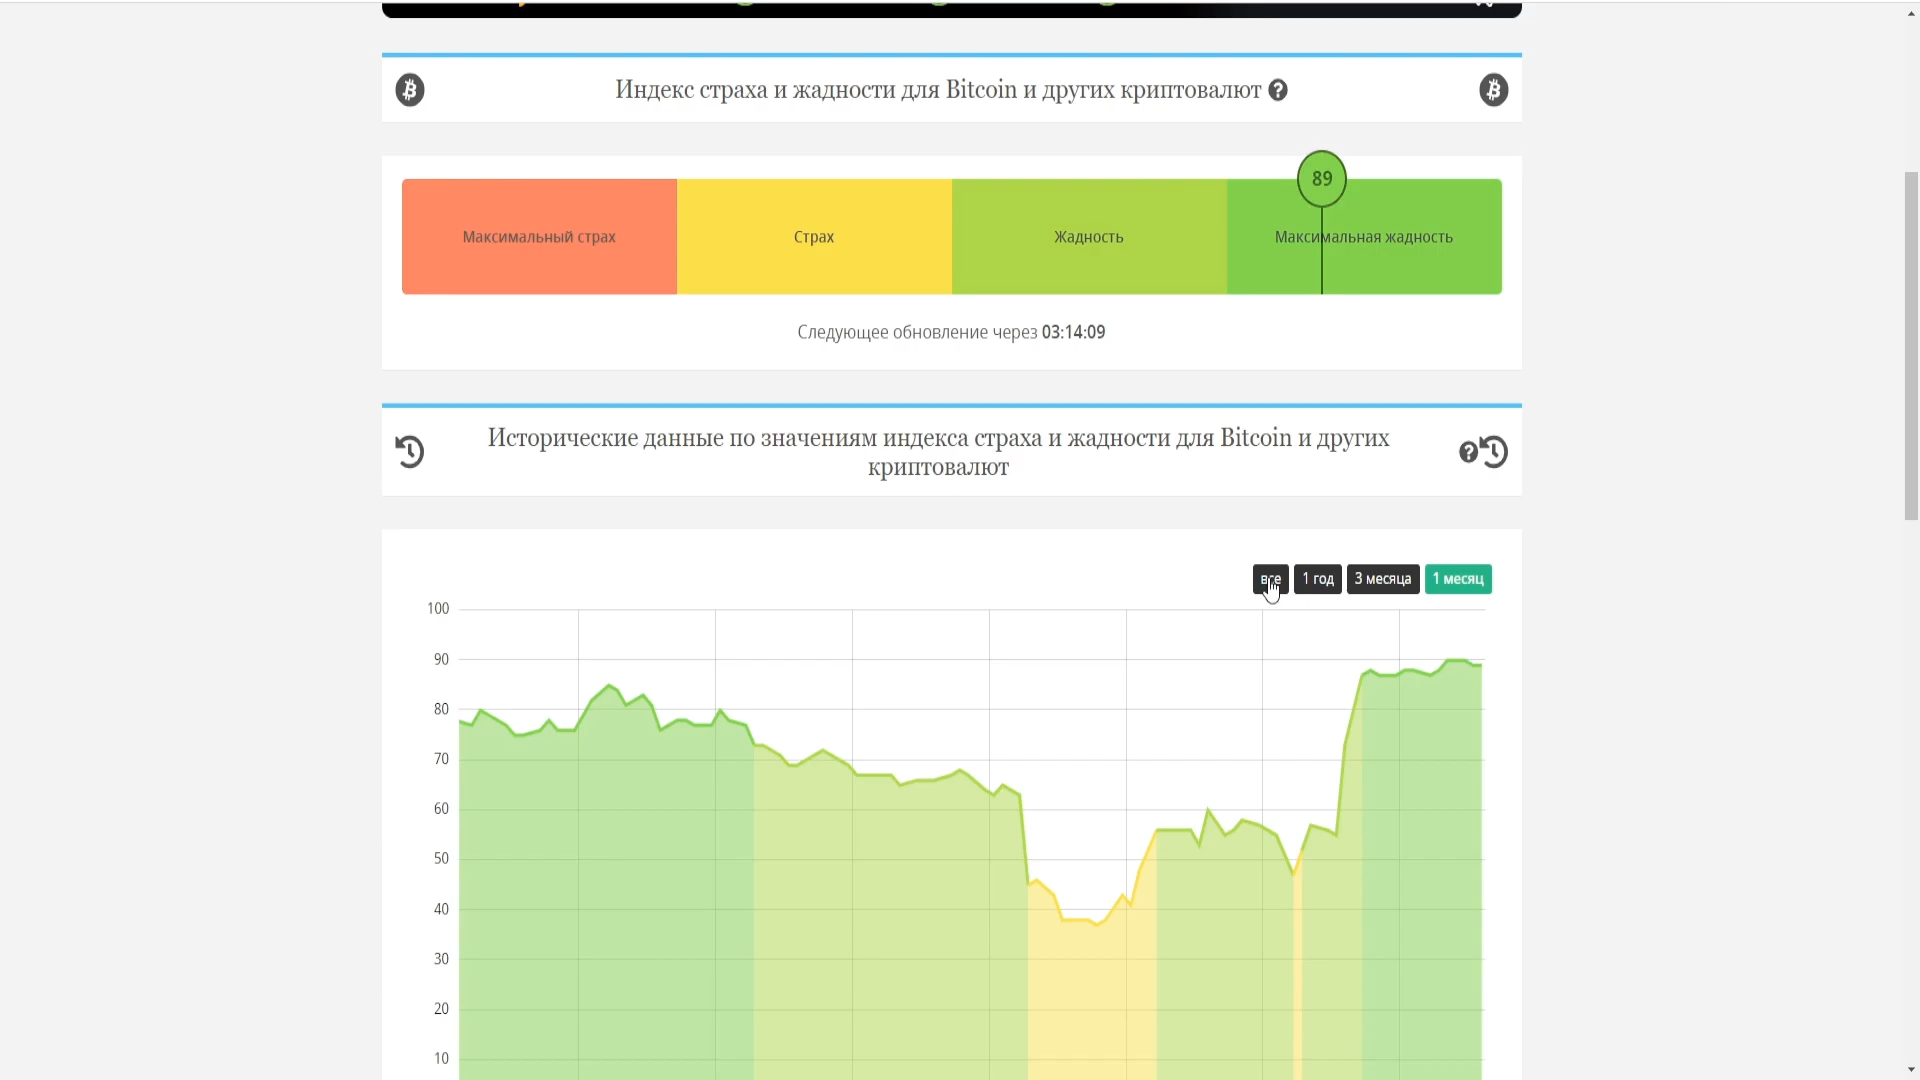 Индекс страха и жадности для Bitcoin и других криптовалют
89
Максимальный страх
Страх
Жадность
Максимальная жадность
Следующее обновление через 03:14:09
Исторические данные по значениям индекса страха и жадности для Bitcoin и других
криптовалют
все
1 год
3 месяца
1 месяц
100
90
80
70
60
50
40
30
20
10